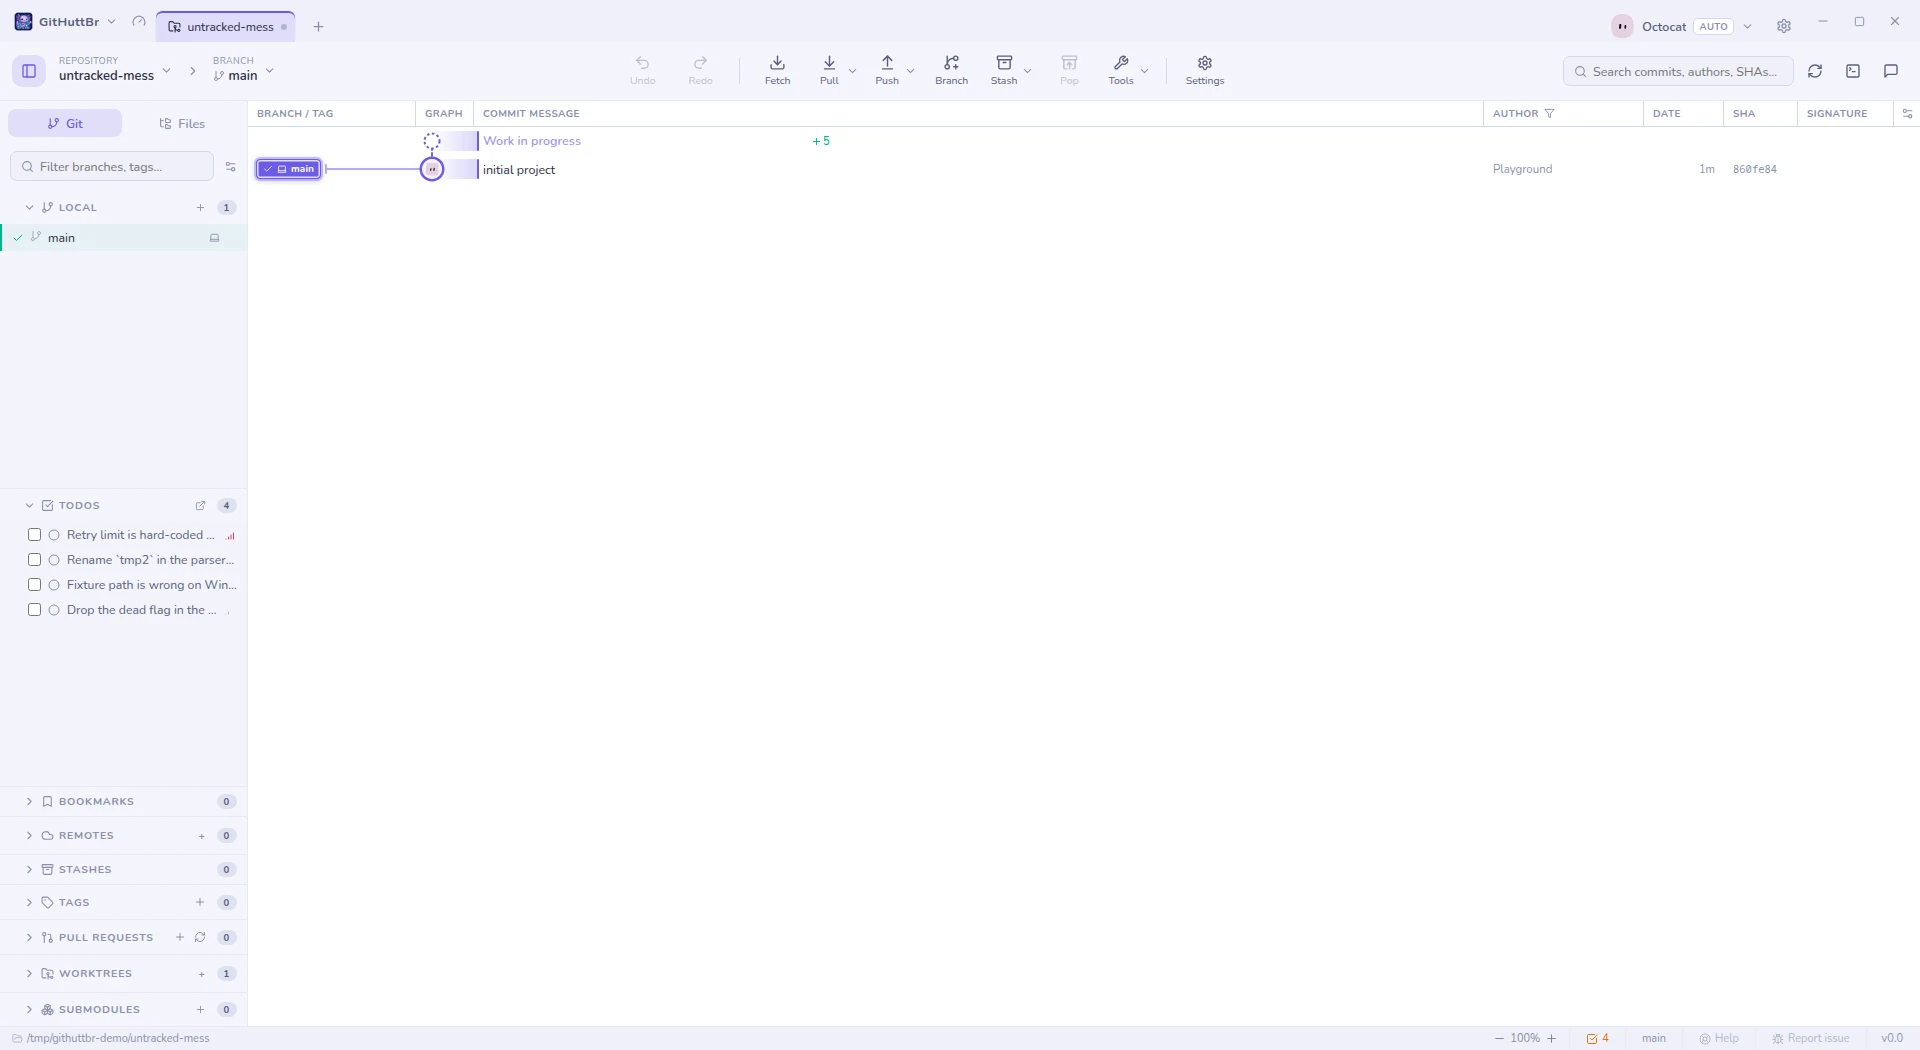 GitHuttBr
untracked-mess
Octocat AUTO
REPOSITORY
untracked-mess
BRANCH
main
Undo
Redo
Fetch
Pull
Push
Branch
Stash
Pop
Tools
Settings
Search commits, authors, SHAs...
Git
Files
Filter branches, tags...
LOCAL 1
main
BRANCH / TAG GRAPH COMMIT MESSAGE AUTHOR DATE SHA SIGNATURE
Work in progress +5
main initial project Playground 1m 860fe84
TODOS 4
Retry limit is hard-coded ...
Rename `tmp2` in the parser...
Fixture path is wrong on Win...
Drop the dead flag in the ...
BOOKMARKS 0
REMOTES + 0
STASHES 0
TAGS + 0
PULL REQUESTS + 0
WORKTREES + 1
SUBMODULES + 0
/tmp/githuttbr-demo/untracked-mess
— 100% +
4
main
Help
Report issue
v0.0